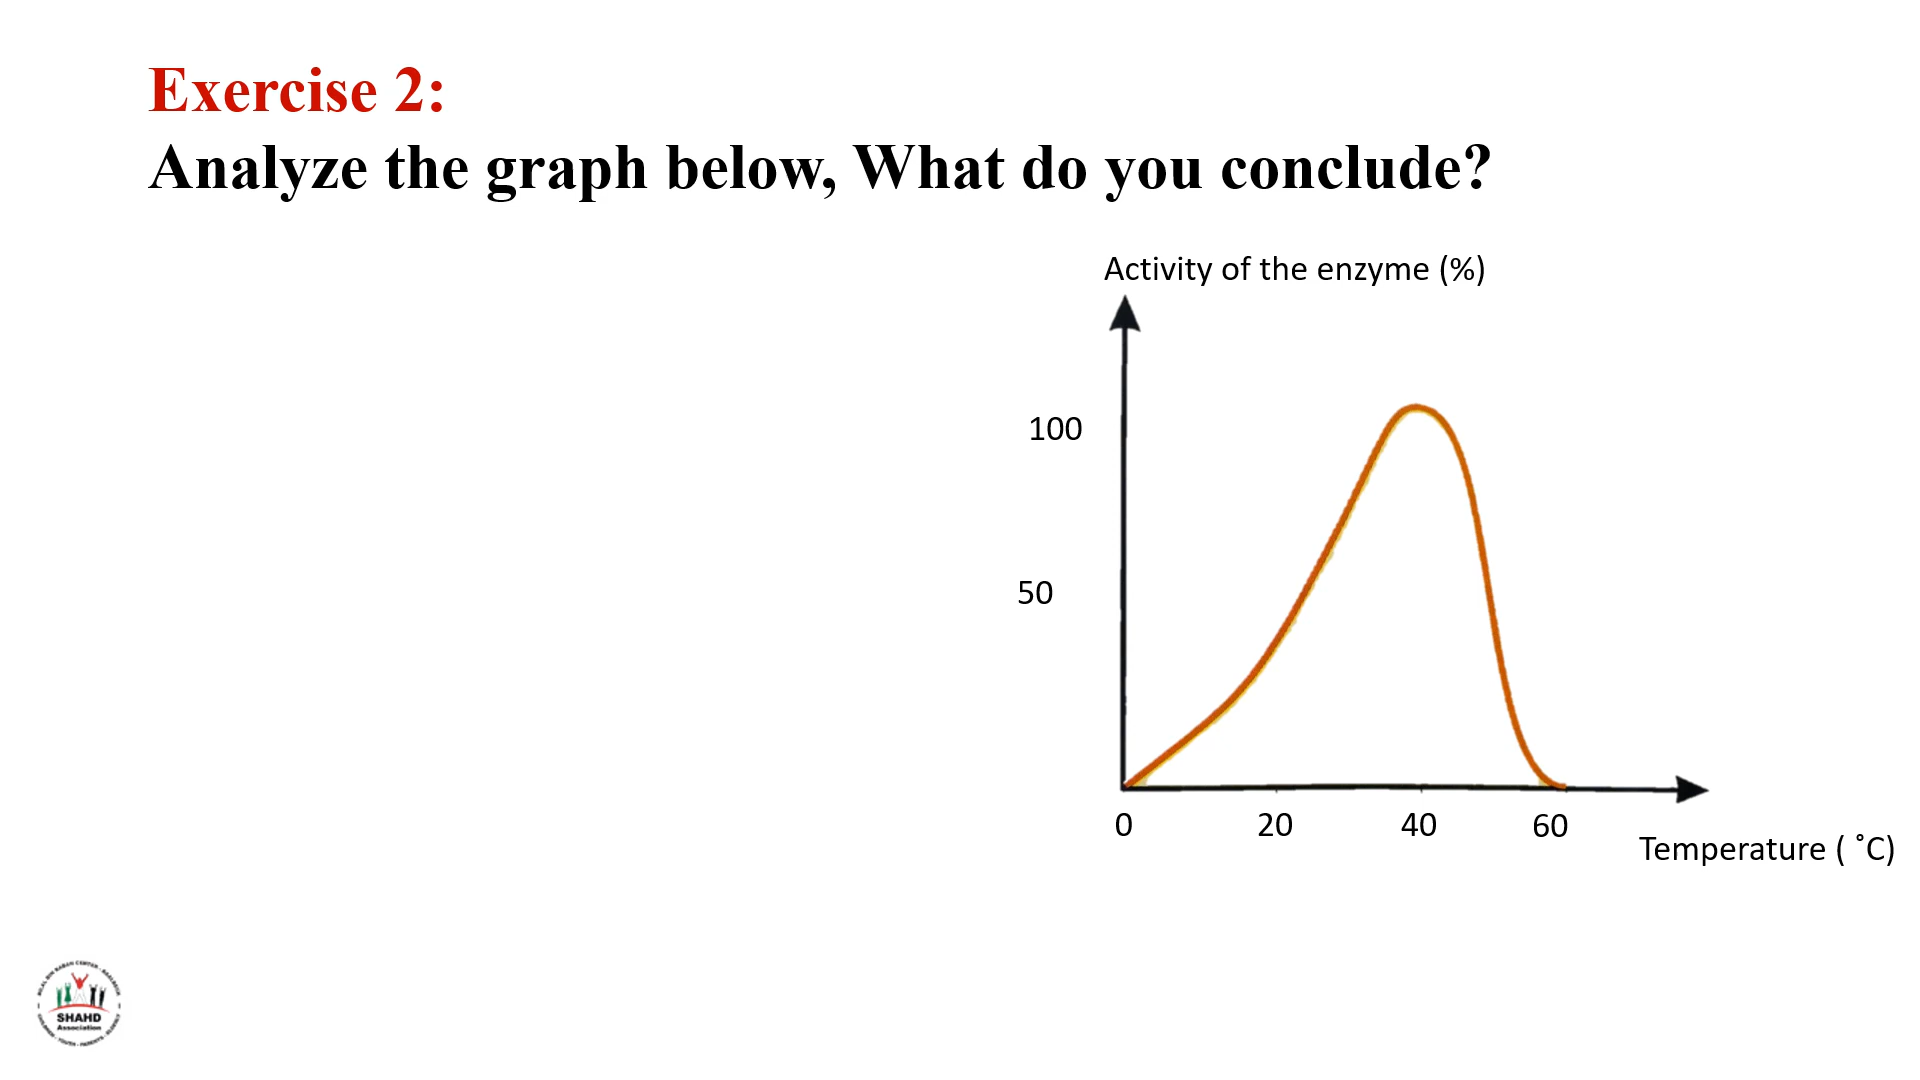 Exercise 2:
Analyze the graph below, What do you conclude?
Activity of the enzyme (%)
100
50
0 20 40 60
Temperature ( ˚C)
SHAHD
Association